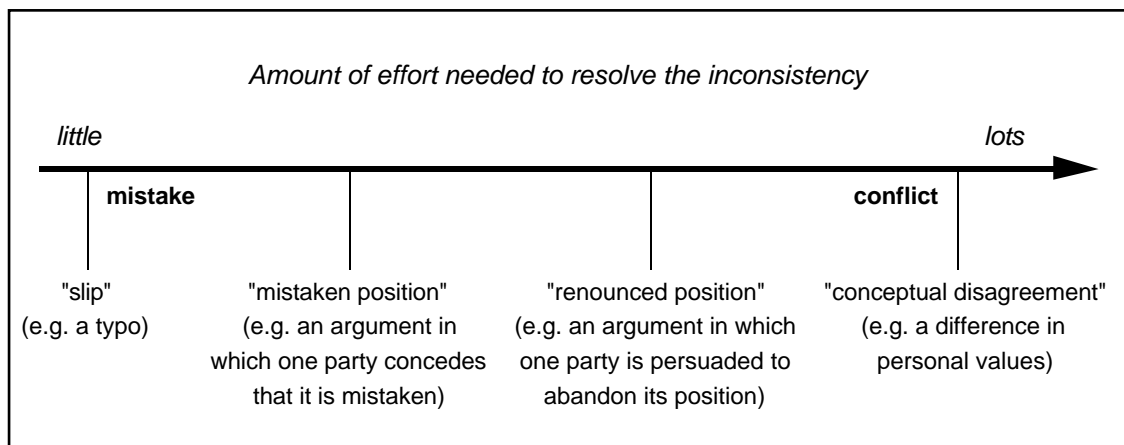 Amount of effort needed to resolve the inconsistency
little
lots
mistake
conflict
"slip"
(e.g. a typo)
"mistaken position"
(e.g. an argument in
which one party concedes
that it is mistaken)
"renounced position"
(e.g. an argument in which
one party is persuaded to
abandon its position)
"conceptual disagreement"
(e.g. a difference in
personal values)